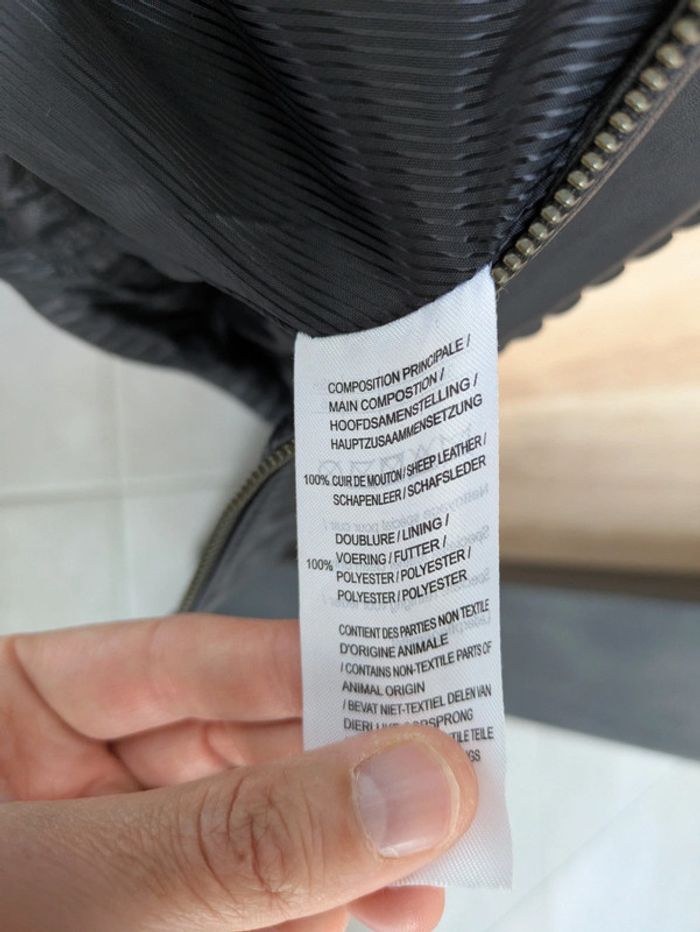 COMPOSITION PRINCIPALE /
MAIN COMPOSTION /
HOOFDSAMENSTELLING /
HAUPTZUSAAMMENSETZUNG
100% CUIR DE MOUTON / SHEEP LEATHER /
SCHAPENLEER / SCHAFSLEDER
DOUBLURE / LINING /
100% VOERING / FUTTER /
POLYESTER / POLYESTER /
POLYESTER / POLYESTER
CONTIENT DES PARTIES NON TEXTILE
D'ORIGINE ANIMALE
/ CONTAINS NON-TEXTILE PARTS OF
ANIMAL ORIGIN
/ BEVAT NIET-TEXTIEL DELEN VAN
TEILE